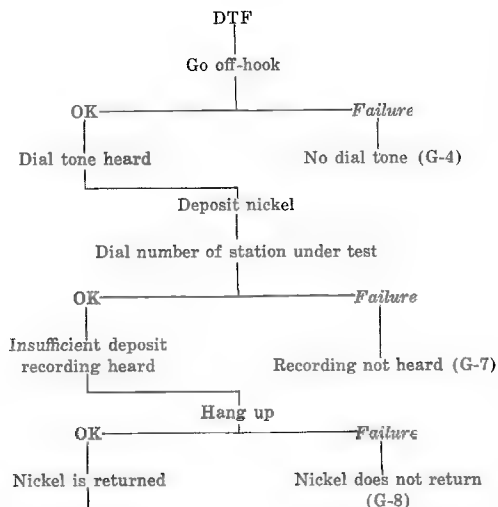 DTF
Go off-hook
OK Failure
Dial tone heard No dial tone (G-4)
Deposit nickel
Dial number of station under test
OK Failure
Insufficient deposit
recording heard Recording not heard (G-7)
Hang up
OK Failure
Nickel is returned Nickel does not return
(G-8)